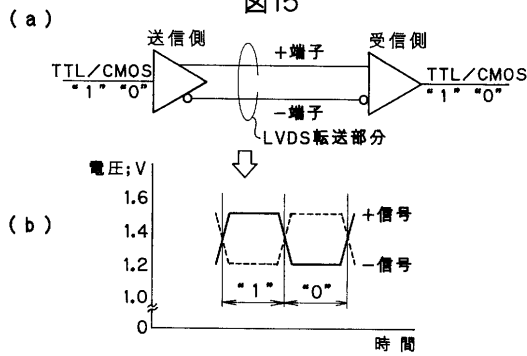 図15
(a)
送信側
受信側
+端子
TTL/CMOS
"1" "0"
TTL/CMOS
"1" "0"
-端子
LVDS転送部分
(b)
電圧;V
1.6
1.4
1.2
1.0
0
+信号
-信号
"1"
"0"
時間